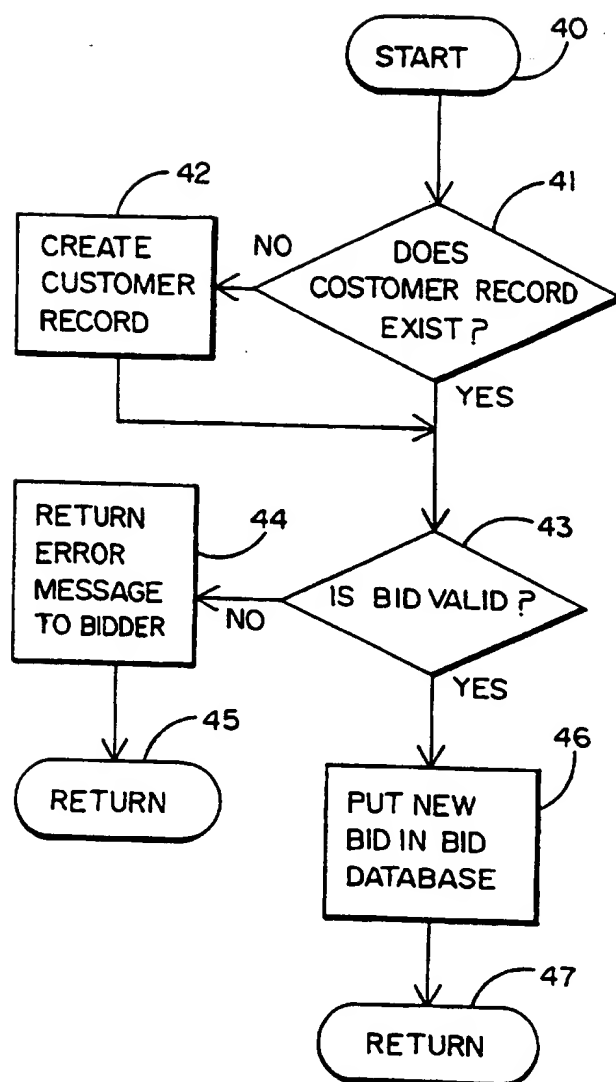 40
START
41
DOES
COSTOMER RECORD
EXIST?
NO
YES
42
CREATE
CUSTOMER
RECORD
43
IS BID VALID?
NO
YES
44
RETURN
ERROR
MESSAGE
TO BIDDER
45
RETURN
46
PUT NEW
BID IN BID
DATABASE
47
RETURN